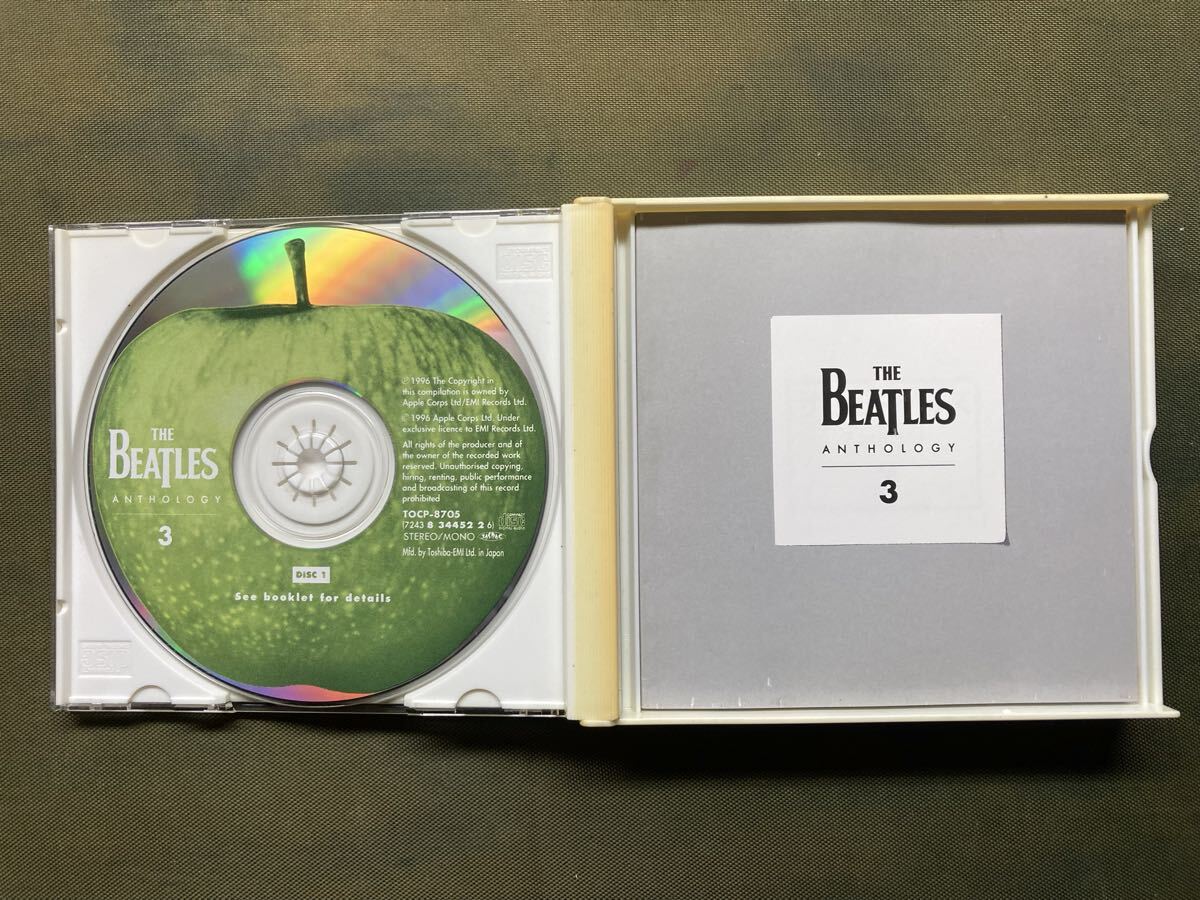 THE
BEATLES
ANTHOLOGY
3
℗ 1996 The Copyright in
this compilation is owned by
Apple Corps Ltd/EMI Records Ltd.
© 1996 Apple Corps Ltd. Under
exclusive licence to EMI Records Ltd.
All rights of the producer and of
the owner of the recorded work
reserved. Unauthorised copying,
hiring, renting, public performance
and broadcasting of this record
prohibited
TOCP-8705
(7243 8 34452 2 6)
COMPACT
disc
DIGITAL AUDIO
STEREO/MONO
Mfd. by Toshiba-EMI Ltd. in Japan
DISC 1
See booklet for details
THE
BEATLES
ANTHOLOGY
3